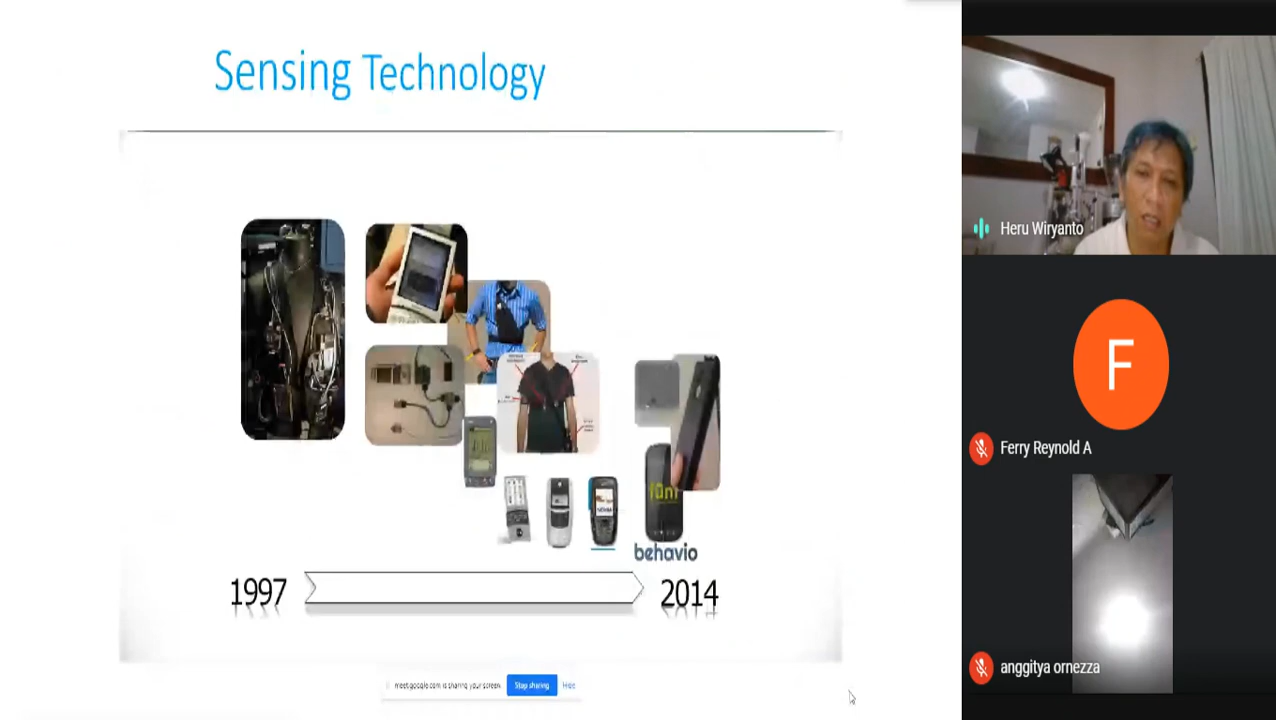 Sensing Technology
Heru Wiryanto
F
Ferry Reynold A
funf
behavio
1997
2014
anggitya ornezza
meet.google.com is sharing your screen.
Stop sharing
Hide